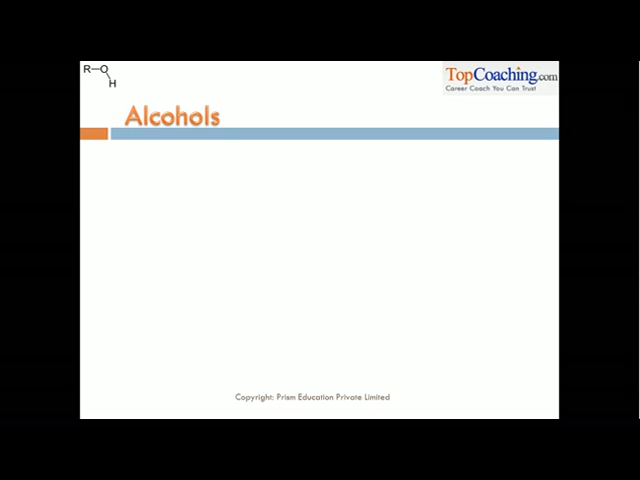 R—O
H
TopCoaching.com
Career Coach You Can Trust
Alcohols
Copyright: Prism Education Private Limited